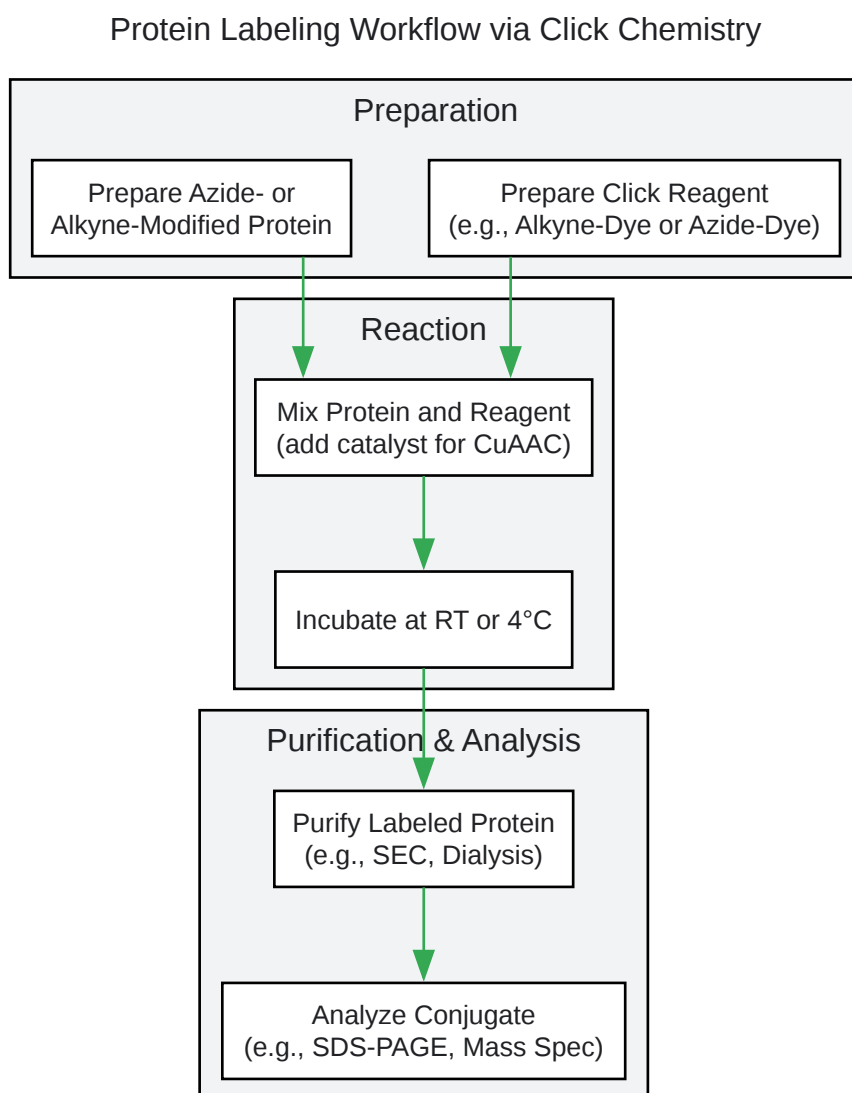 Protein Labeling Workflow via Click Chemistry
Preparation
Prepare Azide- or
Alkyne-Modified Protein
Prepare Click Reagent
(e.g., Alkyne-Dye or Azide-Dye)
Reaction
Mix Protein and Reagent
(add catalyst for CuAAC)
Incubate at RT or 4°C
Purification & Analysis
Purify Labeled Protein
(e.g., SEC, Dialysis)
Analyze Conjugate
(e.g., SDS-PAGE, Mass Spec)